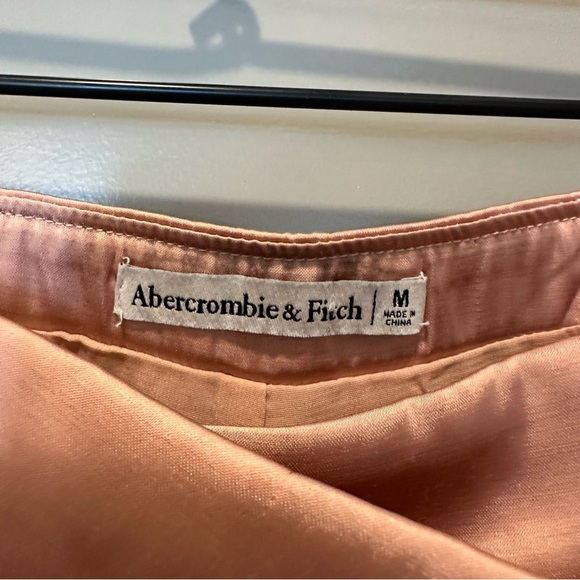 Abercrombie & Fitch | M
MADE IN
CHINA